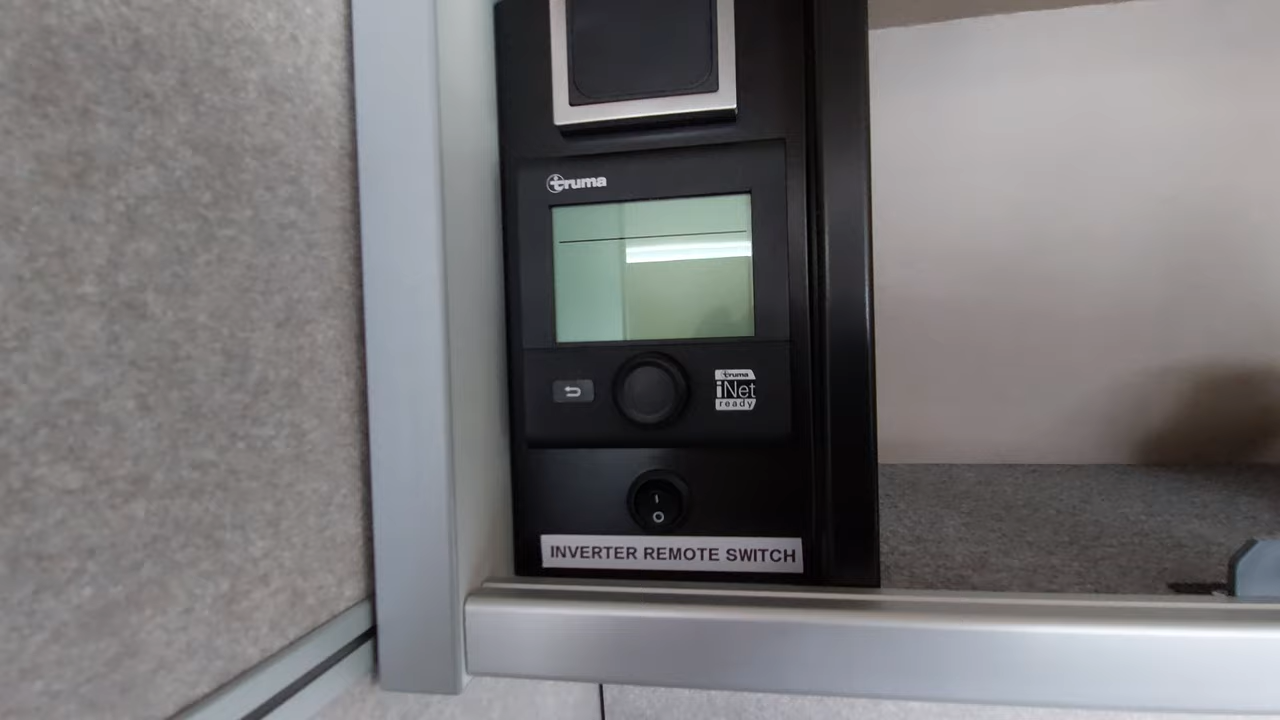 truma
truma
iNet
ready
I
O
INVERTER REMOTE SWITCH